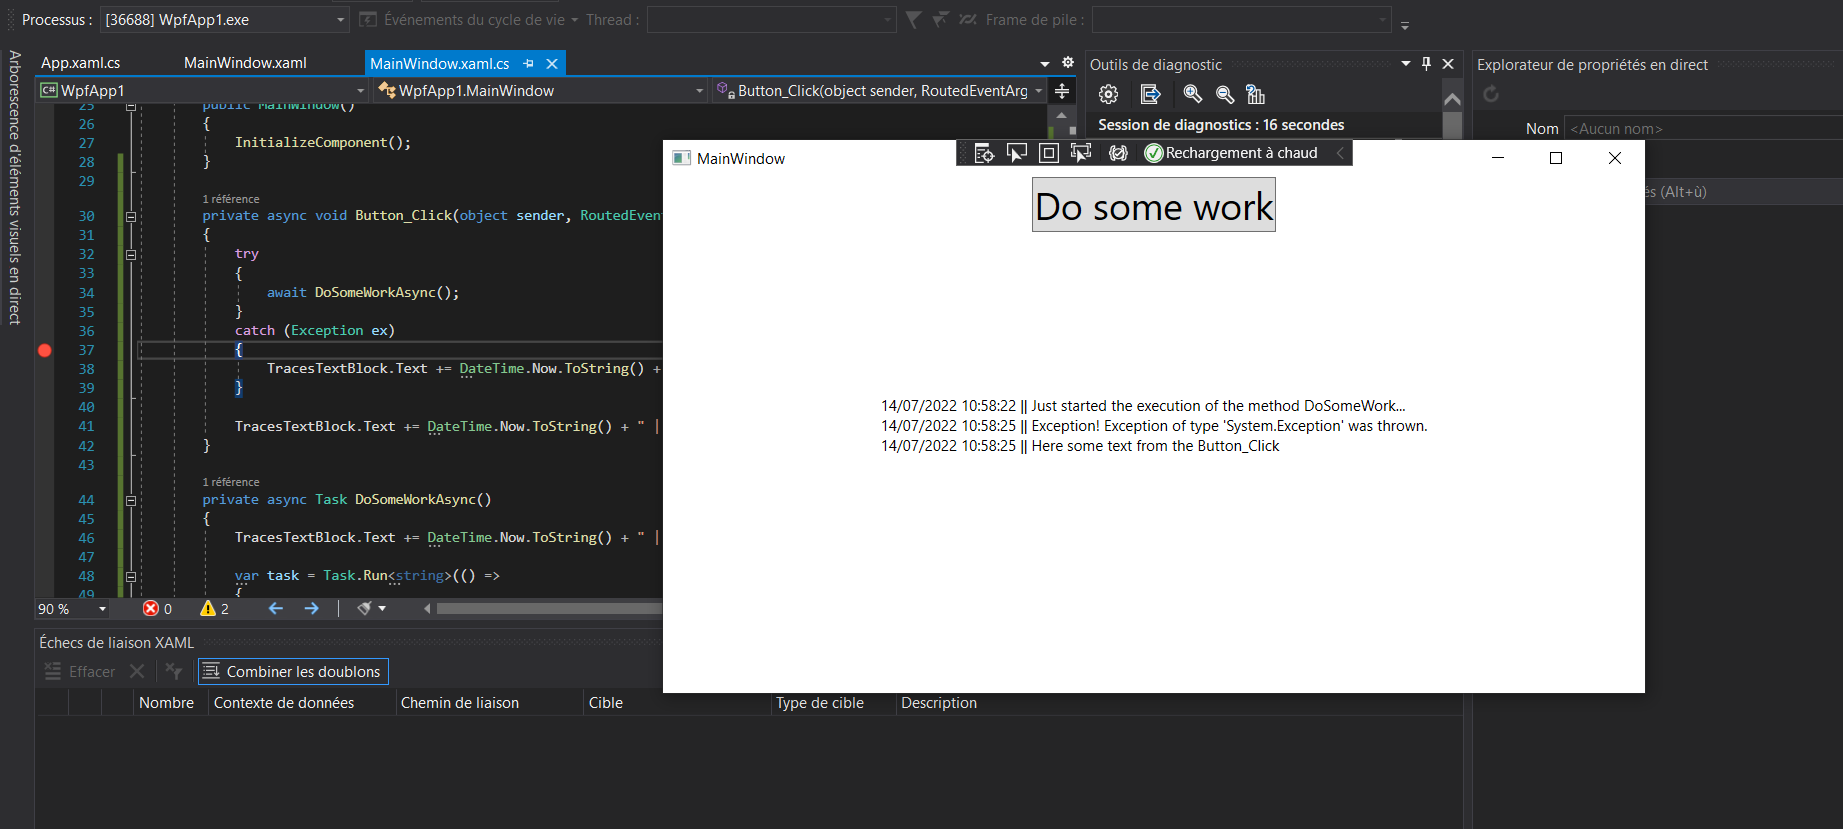 Processus : [36688] WpfApp1.exe Événements du cycle de vie Thread : Frame de pile :
Arborescence d'éléments visuels en direct
App.xaml.cs MainWindow.xaml MainWindow.xaml.cs
WpfApp1 WpfApp1.MainWindow Button_Click(object sender, RoutedEventArg
25 public MainWindow()
26 {
27 InitializeComponent();
28 }
29
1 référence
30 private async void Button_Click(object sender, RoutedEven
31 {
32 try
33 {
34 await DoSomeWorkAsync();
35 }
36 catch (Exception ex)
37 {
38 TracesTextBlock.Text += DateTime.Now.ToString() +
39 }
40
41 TracesTextBlock.Text += DateTime.Now.ToString() + " |
42 }
43
1 référence
44 private async Task DoSomeWorkAsync()
45 {
46 TracesTextBlock.Text += DateTime.Now.ToString() + " |
47
48 var task = Task.Run<string>(() =>
49 {
90 % 0 2
Échecs de liaison XAML
Effacer Combiner les doublons
Nombre Contexte de données Chemin de liaison Cible Type de cible Description
Outils de diagnostic
Session de diagnostics : 16 secondes
Explorateur de propriétés en direct
Nom <Aucun nom>
és (Alt+ù)
MainWindow
Rechargement à chaud
Do some work
14/07/2022 10:58:22 || Just started the execution of the method DoSomeWork...
14/07/2022 10:58:25 || Exception! Exception of type 'System.Exception' was thrown.
14/07/2022 10:58:25 || Here some text from the Button_Click